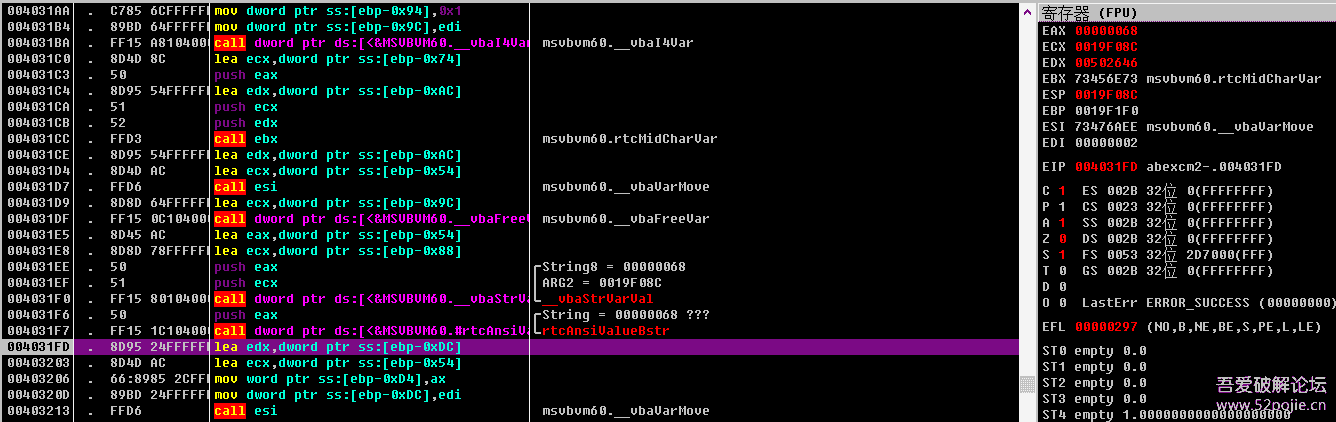 004031AA . C785 6CFFFFF mov dword ptr ss:[ebp-0x94],0x1
004031B4 . 89BD 64FFFFF mov dword ptr ss:[ebp-0x9C],edi
004031BA . FF15 A810400 call dword ptr ds:[<&MSVBVM60.__vbaI4Var msvbvm60.__vbaI4Var
004031C0 . 8D4D 8C lea ecx,dword ptr ss:[ebp-0x74]
004031C3 . 50 push eax
004031C4 . 8D95 54FFFFF lea edx,dword ptr ss:[ebp-0xAC]
004031CA . 51 push ecx
004031CB . 52 push edx
004031CC . FFD3 call ebx msvbvm60.rtcMidCharVar
004031CE . 8D95 54FFFFF lea edx,dword ptr ss:[ebp-0xAC]
004031D4 . 8D4D AC lea ecx,dword ptr ss:[ebp-0x54]
004031D7 . FFD6 call esi msvbvm60.__vbaVarMove
004031D9 . 8D8D 64FFFFF lea ecx,dword ptr ss:[ebp-0x9C]
004031DF . FF15 0C10400 call dword ptr ds:[<&MSVBVM60.__vbaFreeV msvbvm60.__vbaFreeVar
004031E5 . 8D45 AC lea eax,dword ptr ss:[ebp-0x54]
004031E8 . 8D8D 78FFFFF lea ecx,dword ptr ss:[ebp-0x88]
004031EE . 50 push eax String8 = 00000068
004031EF . 51 push ecx ARG2 = 0019F08C
004031F0 . FF15 8010400 call dword ptr ds:[<&MSVBVM60.__vbaStrVa __vbaStrVarVal
004031F6 . 50 push eax String = 00000068 ???
004031F7 . FF15 1C10400 call dword ptr ds:[<&MSVBVM60.#rtcAnsiVa rtcAnsiValueBstr
004031FD . 8D95 24FFFFF lea edx,dword ptr ss:[ebp-0xDC]
00403203 . 8D4D AC lea ecx,dword ptr ss:[ebp-0x54]
00403206 . 66:8985 2CFF mov word ptr ss:[ebp-0xD4],ax
0040320D . 89BD 24FFFFF mov dword ptr ss:[ebp-0xDC],edi
00403213 . FFD6 call esi msvbvm60.__vbaVarMove
寄存器 (FPU)
EAX 00000068
ECX 0019F08C
EDX 00502646
EBX 73456E73 msvbvm60.rtcMidCharVar
ESP 0019F08C
EBP 0019F1F0
ESI 73476AEE msvbvm60.__vbaVarMove
EDI 00000002
EIP 004031FD abexcm2-.004031FD
C 1 ES 002B 32位 0(FFFFFFFF)
P 1 CS 0023 32位 0(FFFFFFFF)
A 1 SS 002B 32位 0(FFFFFFFF)
Z 0 DS 002B 32位 0(FFFFFFFF)
S 1 FS 0053 32位 2D7000(FFF)
T 0 GS 002B 32位 0(FFFFFFFF)
D 0
O 0 LastErr ERROR_SUCCESS (00000000)
EFL 00000297 (NO,B,NE,BE,S,PE,L,LE)
ST0 empty 0.0
ST1 empty 0.0
ST2 empty 0.0
ST3 empty 0.0
ST4 empty 1.0000000000000000000
吾爱破解论坛
www.52pojie.cn